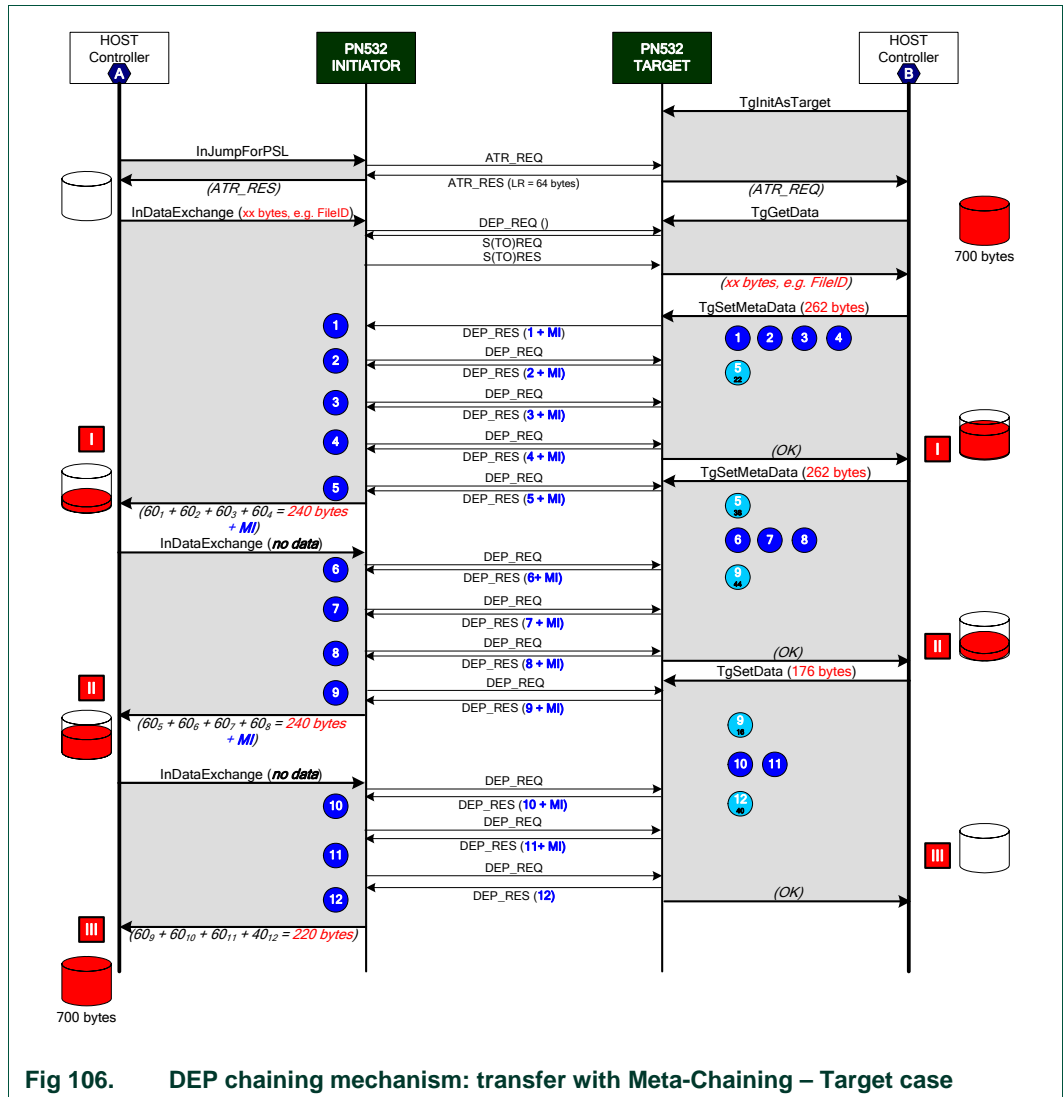 HOST
Controller
A
PN532
INITIATOR
PN532
TARGET
HOST
Controller
B
TgInitAsTarget
InJumpForPSL
ATR_REQ
(ATR_RES)
ATR_RES (LR = 64 bytes)
(ATR_REQ)
InDataExchange (xx bytes, e.g. FileID)
TgGetData
DEP_REQ ()
S(TO)REQ
S(TO)RES
700 bytes
(xx bytes, e.g. FileID)
TgSetMetaData (262 bytes)
1
DEP_RES (1 + MI)
1 2 3 4
DEP_REQ
2
DEP_RES (2 + MI)
5
22
DEP_REQ
3
DEP_RES (3 + MI)
I
4
DEP_REQ
DEP_RES (4 + MI)
(OK)
I
TgSetMetaData (262 bytes)
5
DEP_REQ
DEP_RES (5 + MI)
5
38
(60₁ + 60₂ + 60₃ + 60₄ = 240 bytes
+ MI)
6 7 8
InDataExchange (no data)
DEP_REQ
6
DEP_RES (6+ MI)
9
44
DEP_REQ
7
DEP_RES (7 + MI)
DEP_REQ
8
DEP_RES (8 + MI)
(OK)
II
TgSetData (176 bytes)
II
DEP_REQ
9
DEP_RES (9 + MI)
(60₅ + 60₆ + 60₇ + 60₈ = 240 bytes
+ MI)
9
16
10 11
InDataExchange (no data)
DEP_REQ
10
DEP_RES (10 + MI)
12
40
DEP_REQ
DEP_RES (11+ MI)
11
III
DEP_REQ
12
DEP_RES (12)
(OK)
III
(60₉ + 60₁₀ + 60₁₁ + 40₁₂ = 220 bytes)
700 bytes
Fig 106. DEP chaining mechanism: transfer with Meta-Chaining – Target case